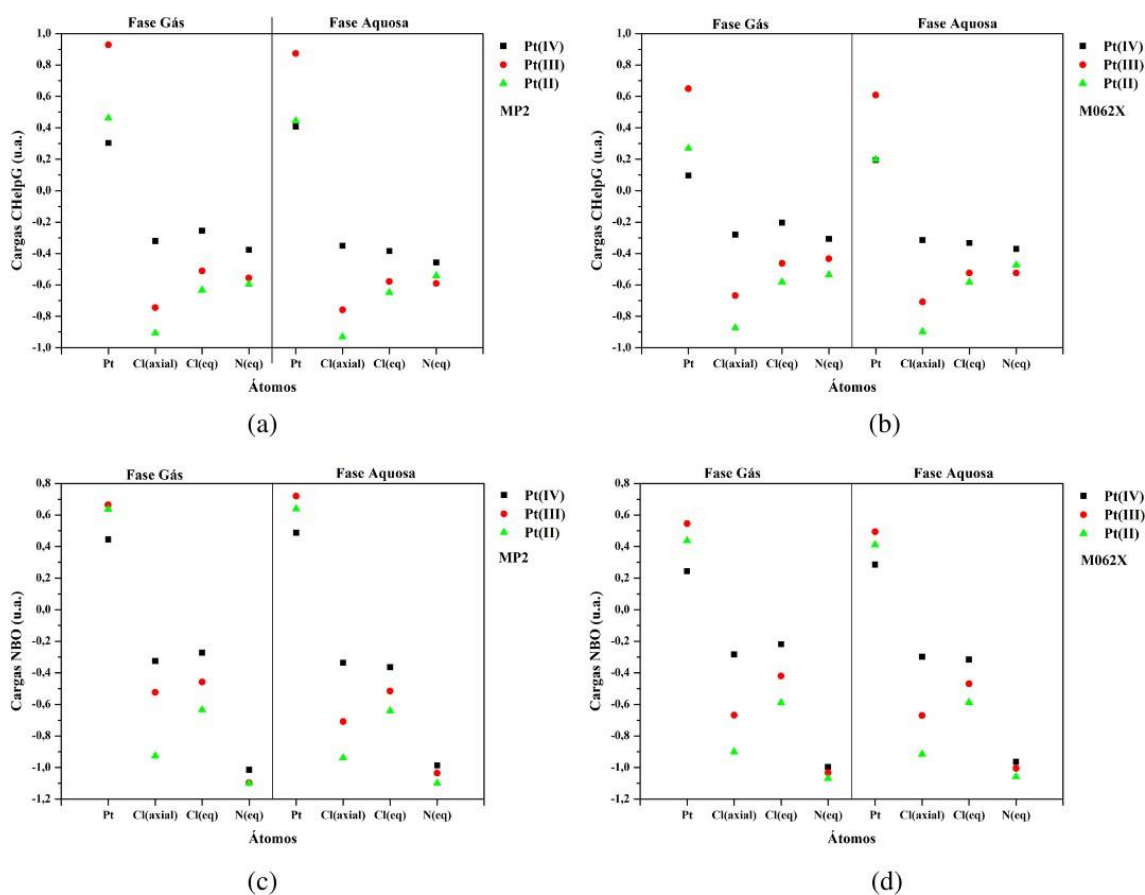 Fase Gás Fase Aquosa
1,0
0,8
0,6
0,4
0,2
0,0
-0,2
-0,4
-0,6
-0,8
-1,0
Cargas CHelpG (u.a.)
Pt Cl(axial) Cl(eq) N(eq) Pt Cl(axial) Cl(eq) N(eq)
Átomos
Pt(IV)
Pt(III)
Pt(II)
MP2
(a)
Fase Gás Fase Aquosa
1,0
0,8
0,6
0,4
0,2
0,0
-0,2
-0,4
-0,6
-0,8
-1,0
Cargas CHelpG (u.a.)
Pt Cl(axial) Cl(eq) N(eq) Pt Cl(axial) Cl(eq) N(eq)
Átomos
Pt(IV)
Pt(III)
Pt(II)
M062X
(b)
Fase Gás Fase Aquosa
0,8
0,6
0,4
0,2
0,0
-0,2
-0,4
-0,6
-0,8
-1,0
-1,2
Cargas NBO (u.a.)
Pt Cl(axial) Cl(eq) N(eq) Pt Cl(axial) Cl(eq) N(eq)
Átomos
Pt(IV)
Pt(III)
Pt(II)
MP2
(c)
Fase Gás Fase Aquosa
0,8
0,6
0,4
0,2
0,0
-0,2
-0,4
-0,6
-0,8
-1,0
-1,2
Cargas NBO (u.a.)
Pt Cl(axial) Cl(eq) N(eq) Pt Cl(axial) Cl(eq) N(eq)
Átomos
Pt(IV)
Pt(III)
Pt(II)
M062X
(d)